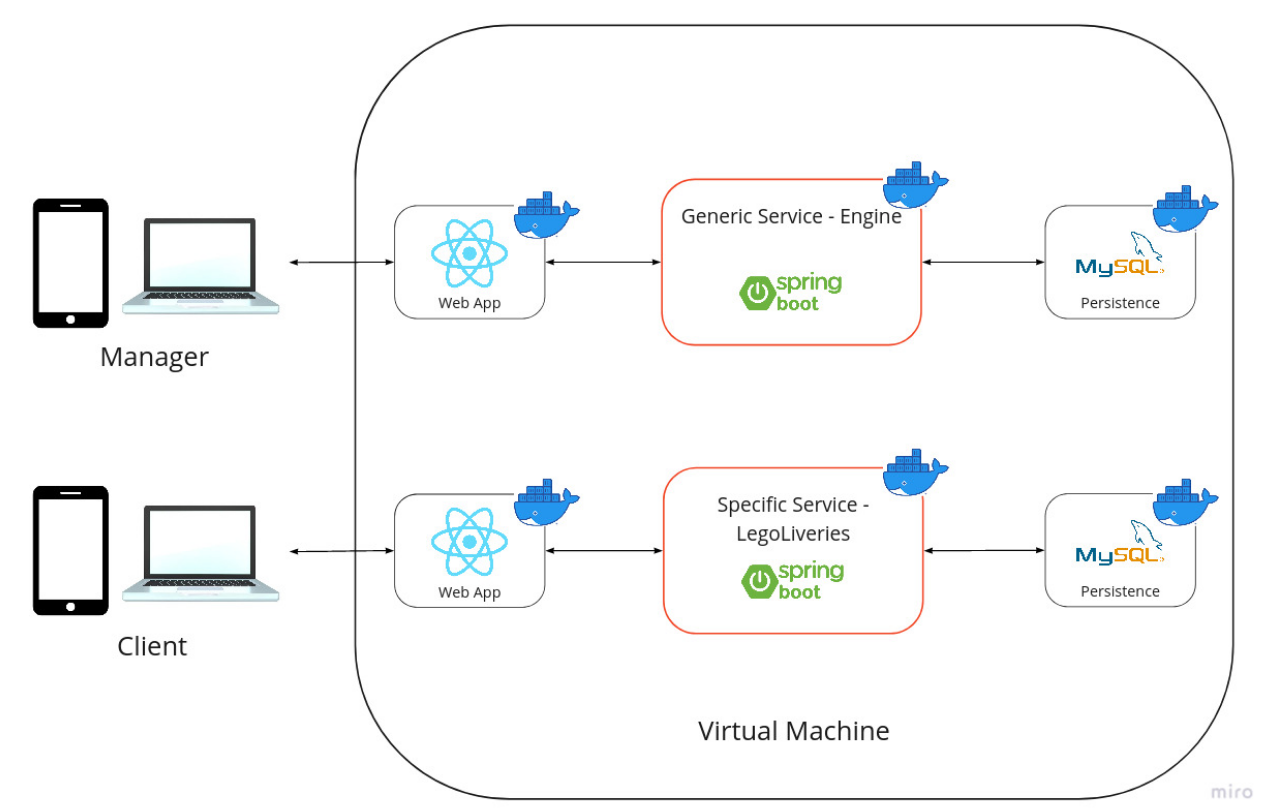 Generic Service - Engine
spring
boot
MySQL
Web App
Persistence
Manager
Specific Service -
LegoLiveries
spring
boot
MySQL
Web App
Persistence
Client
Virtual Machine
miro